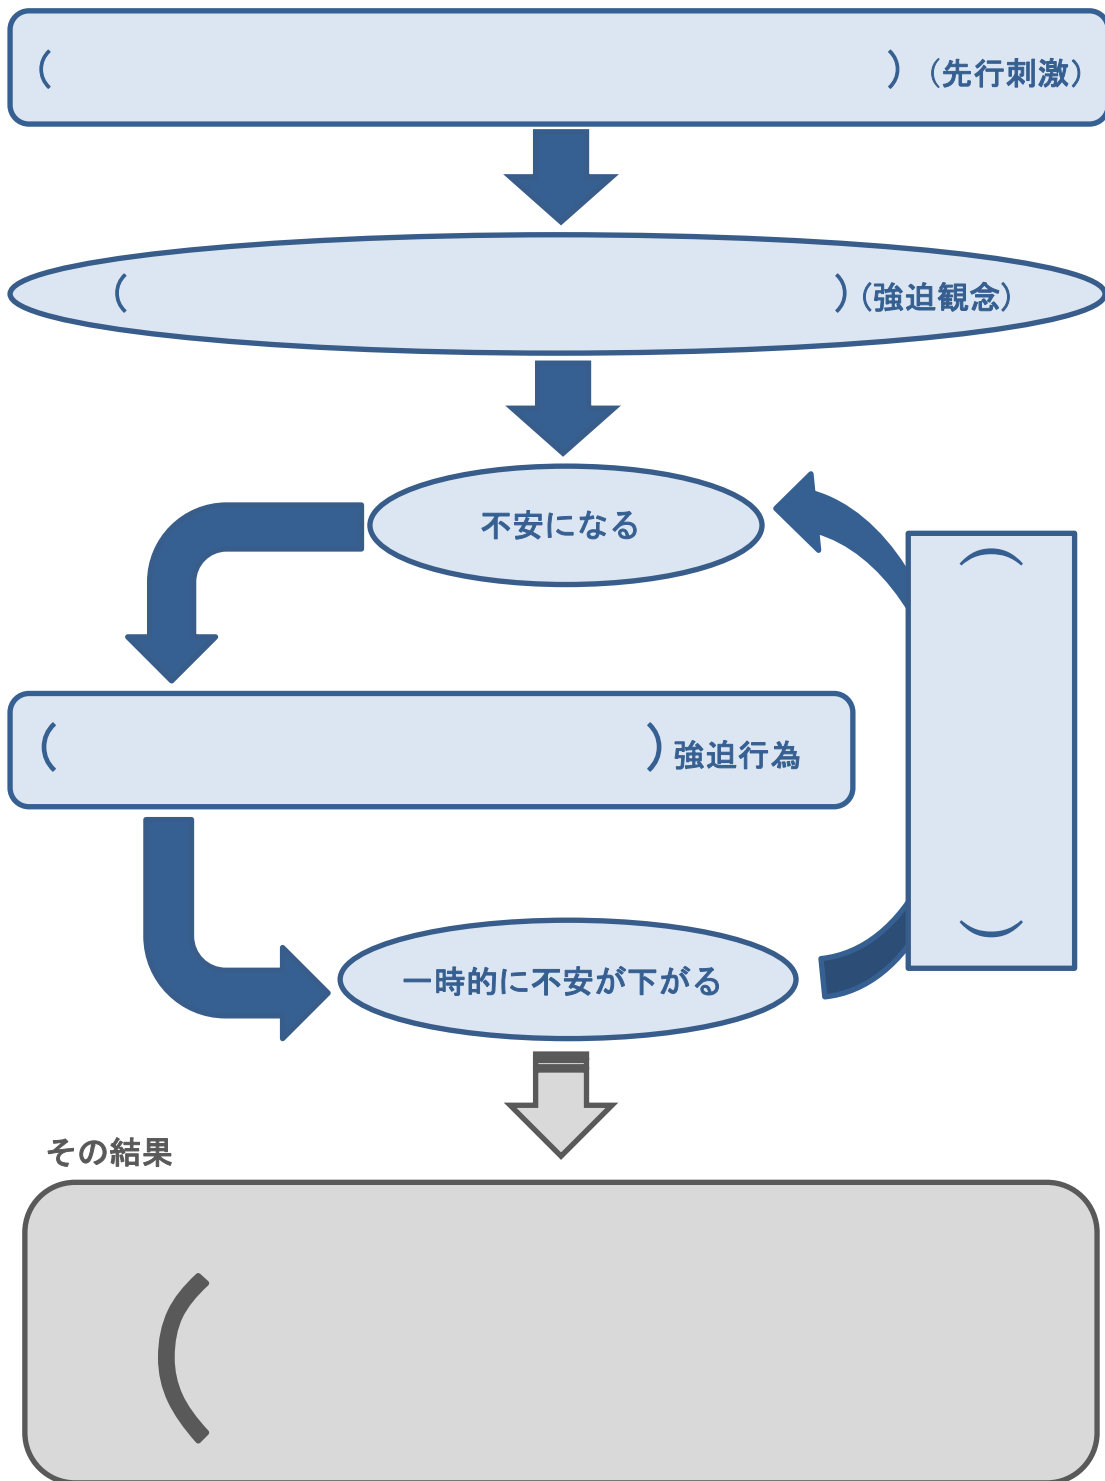 (　　　　　) (先行刺激)
(　　　　　) (強迫観念)
不安になる
(　　　　　)
(　　　　　) 強迫行為
一時的に不安が下がる
その結果
(